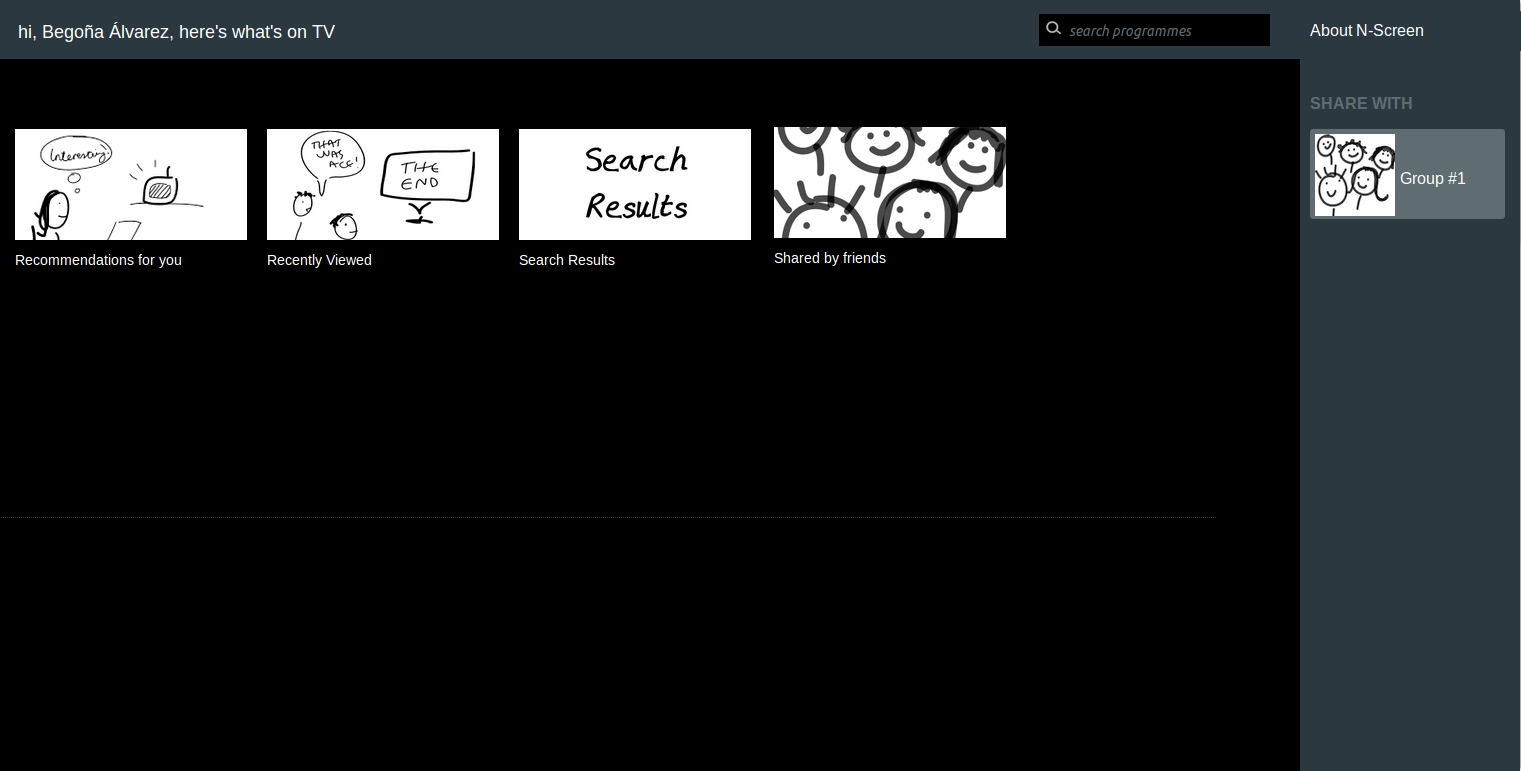 hi, Begoña Álvarez, here's what's on TV
search programmes
About N-Screen
SHARE WITH
Group #1
Interesting.
THAT
WAS
ACE!
THE
END
Search
Results
Recommendations for you
Recently Viewed
Search Results
Shared by friends